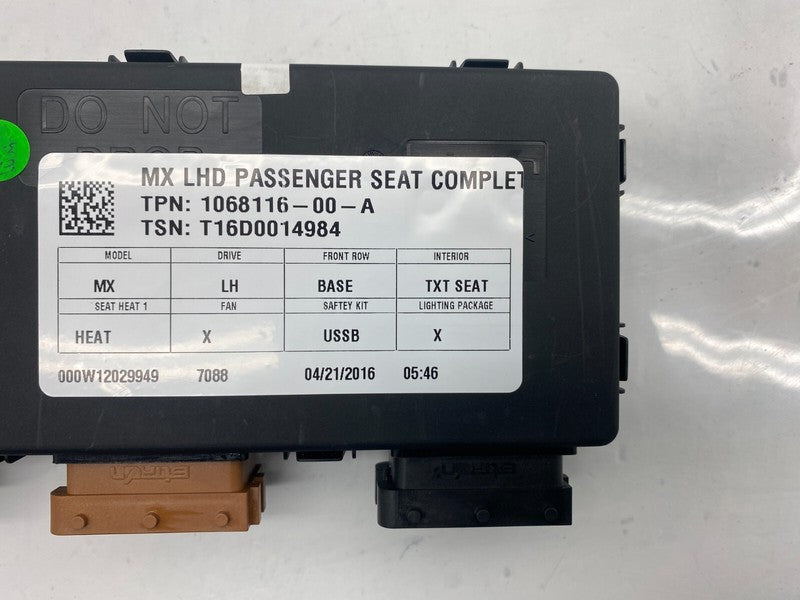 DO NOT
DROP
MX LHD PASSENGER SEAT COMPLET
TPN: 1068116-00-A
TSN: T16D0014984
MODEL DRIVE FRONT ROW INTERIOR
MX LH BASE TXT SEAT
SEAT HEAT 1 FAN SAFTEY KIT LIGHTING PACKAGE
HEAT X USSB X
000W12029949 7088 04/21/2016 05:46